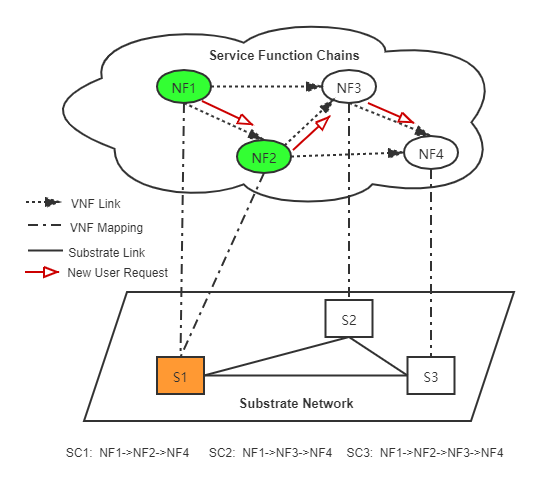 Service Function Chains
NF1
NF3
NF2
NF4
VNF Link
VNF Mapping
Substrate Link
New User Request
S2
S1
S3
Substrate Network
SC1: NF1->NF2->NF4 SC2: NF1->NF3->NF4 SC3: NF1->NF2->NF3->NF4